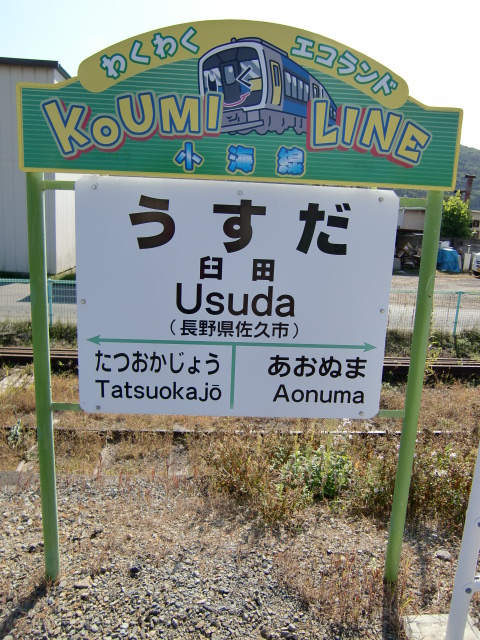 わくわく エコランド
KOUMI LINE
小海線
うすだ
臼田
Usuda
(長野県佐久市)
たつおかじょう あおぬま
Tatsuokajō Aonuma